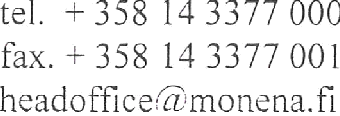 tel. + 358 14 3377 000
fax. + 358 14 3377 001
headoffice@monena.fi